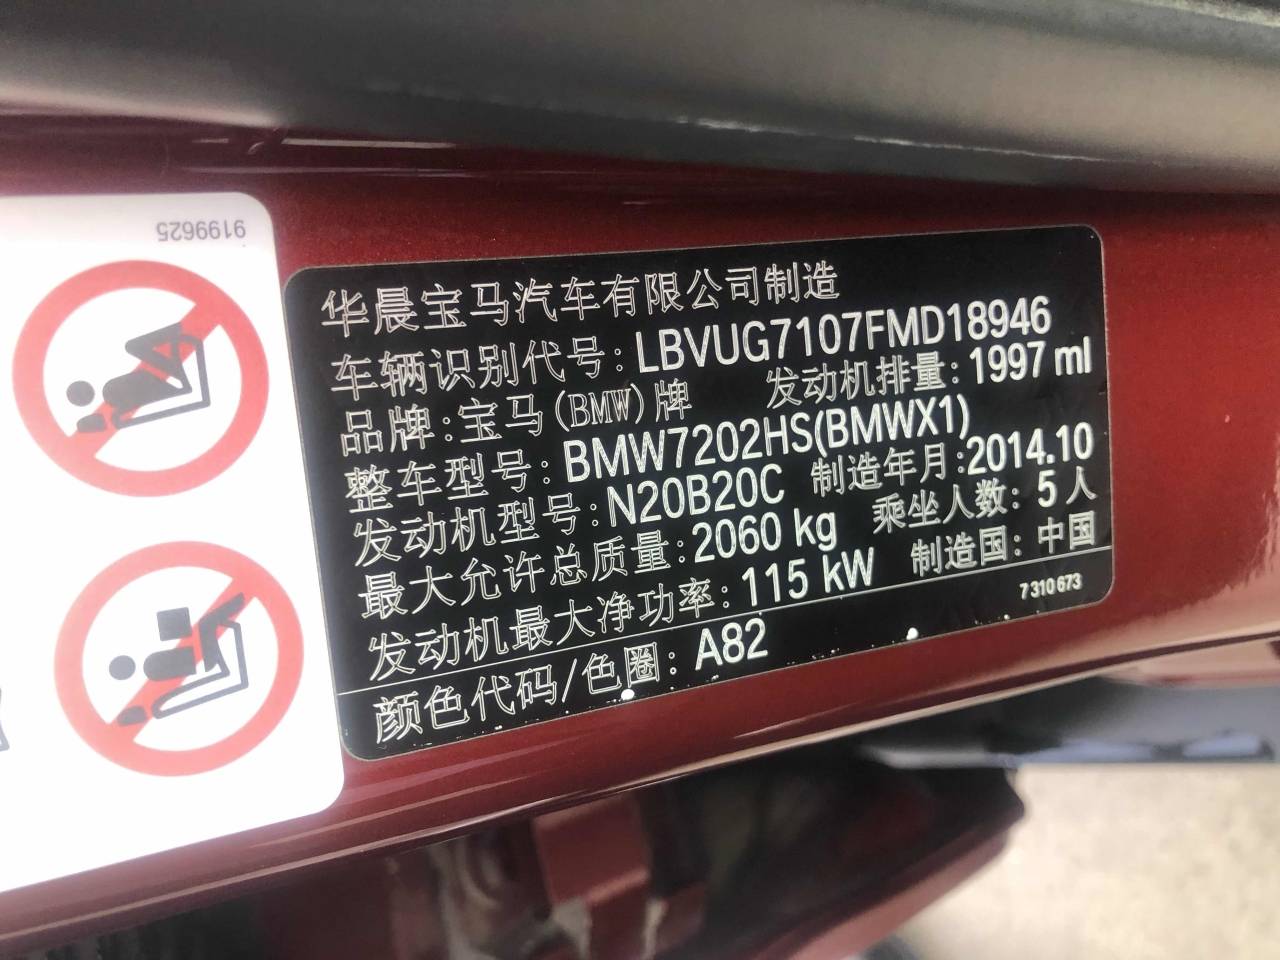 9199625
华晨宝马汽车有限公司制造
车辆识别代号: LBVUG7107FMD18946
品牌:宝马(BMW)牌 发动机排量: 1997 ml
整车型号: BMW7202HS(BMWX1)
发动机型号: N20B20C 制造年月:2014.10
最大允许总质量: 2060 kg 乘坐人数: 5人
发动机最大净功率: 115 kW 制造国: 中国
7 310 673
颜色代码/色圈: A82